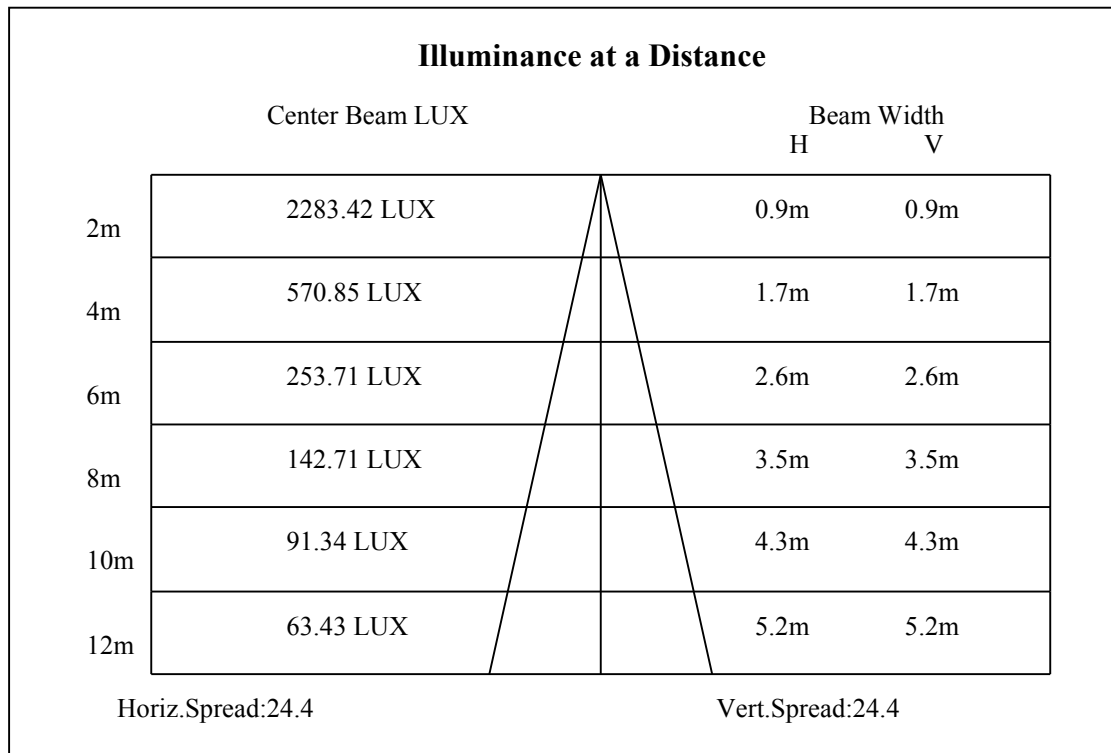 Illuminance at a Distance
Center Beam LUX Beam Width
H V
2m 2283.42 LUX 0.9m 0.9m
4m 570.85 LUX 1.7m 1.7m
6m 253.71 LUX 2.6m 2.6m
8m 142.71 LUX 3.5m 3.5m
10m 91.34 LUX 4.3m 4.3m
12m 63.43 LUX 5.2m 5.2m
Horiz.Spread:24.4 Vert.Spread:24.4